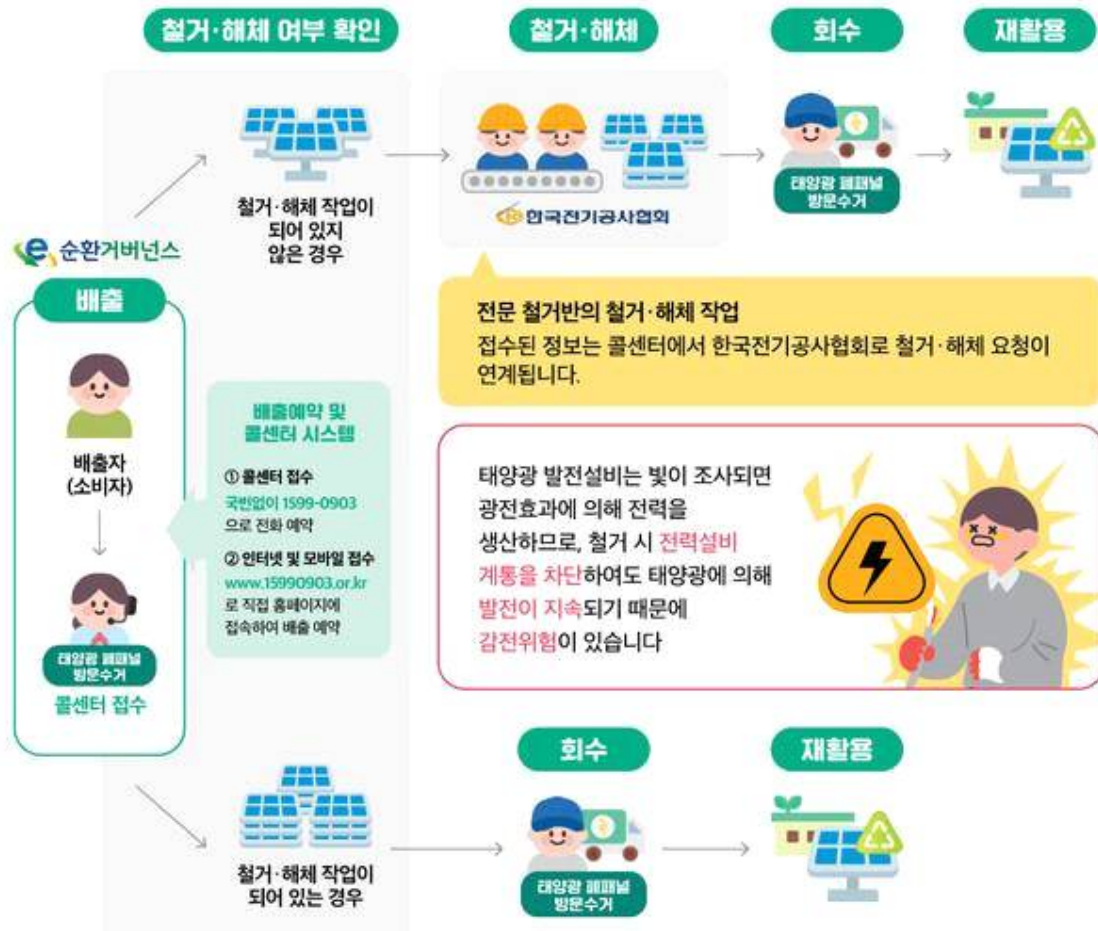 철거·해체 여부 확인
철거·해체
회수
재활용
철거·해체 작업이
되어 있지
않은 경우
한국전기공사협회
태양광 폐패널
방문수거
e 순환거버넌스
배출
배출자
(소비자)
태양광 폐패널
방문수거
콜센터 접수
배출예약 및
콜센터 시스템
① 콜센터 접수
국번없이 1599-0903
으로 전화 예약
② 인터넷 및 모바일 접수
www.15990903.or.kr
로 직접 홈페이지에
접속하여 배출 예약
전문 철거반의 철거·해체 작업
접수된 정보는 콜센터에서 한국전기공사협회로 철거·해체 요청이
연계됩니다.
태양광 발전설비는 빛이 조사되면
광전효과에 의해 전력을
생산하므로, 철거 시 전력설비
계통을 차단하여도 태양광에 의해
발전이 지속되기 때문에
감전위험이 있습니다
철거·해체 작업이
되어 있는 경우
회수
태양광 폐패널
방문수거
재활용